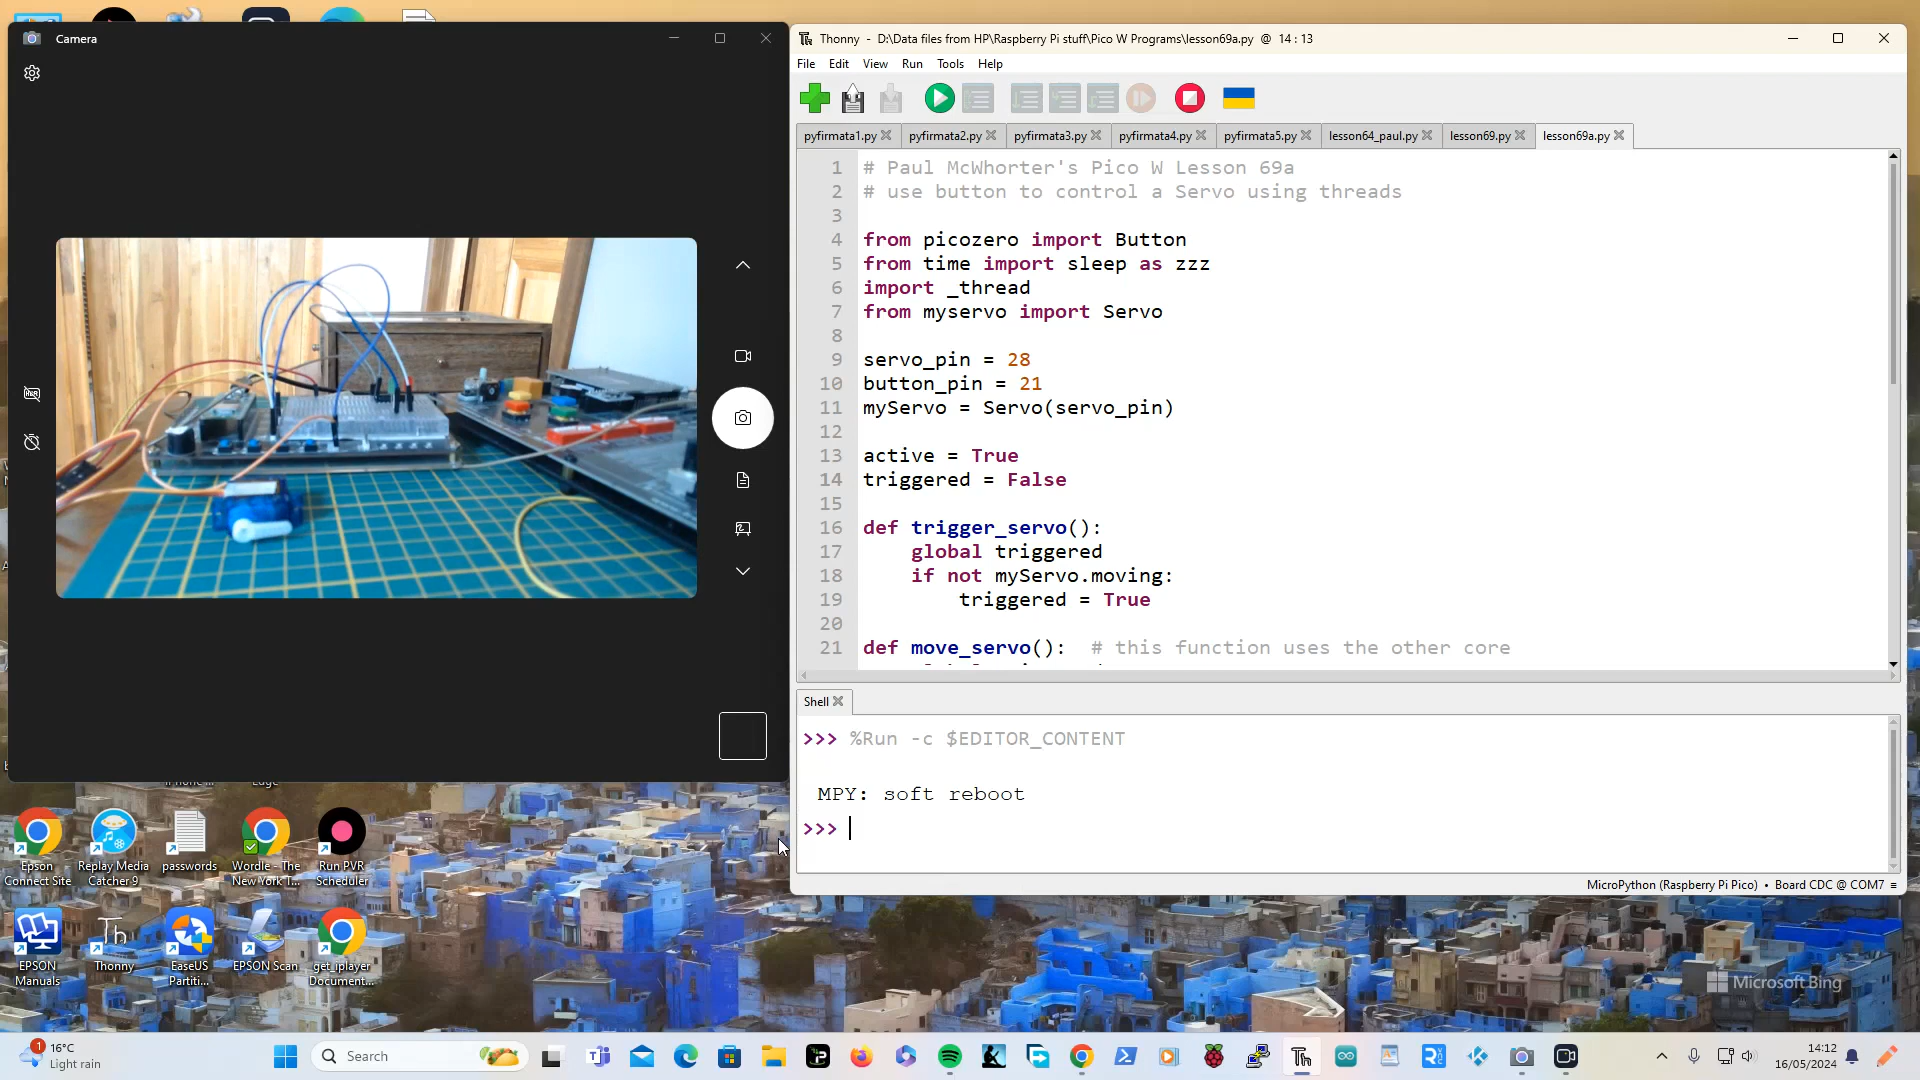 Camera
Thonny - D:\Data files from HP\Raspberry Pi stuff\Pico W Programs\lesson69a.py @ 14 : 13
File Edit View Run Tools Help
pyfirmata1.py pyfirmata2.py pyfirmata3.py pyfirmata4.py pyfirmata5.py lesson64_paul.py lesson69.py lesson69a.py
1 # Paul McWhorter's Pico W Lesson 69a
2 # use button to control a Servo using threads
3
4 from picozero import Button
5 from time import sleep as zzz
6 import _thread
7 from myservo import Servo
8
9 servo_pin = 28
10 button_pin = 21
11 myServo = Servo(servo_pin)
12
13 active = True
14 triggered = False
15
16 def trigger_servo():
17 global triggered
18 if not myServo.moving:
19 triggered = True
20
21 def move_servo(): # this function uses the other core
Shell
>>> %Run -c $EDITOR_CONTENT
MPY: soft reboot
>>>
MicroPython (Raspberry Pi Pico) • Board CDC @ COM7 ≡
Epson Connect Site
Replay Media Catcher 9
passwords
Wordle - The New York T...
Run PVR Scheduler
EPSON Manuals
Thonny
EaseUS Partiti...
EPSON Scan
get_iplayer Document...
Microsoft Bing
1
16°C
Light rain
Search
14:12
16/05/2024